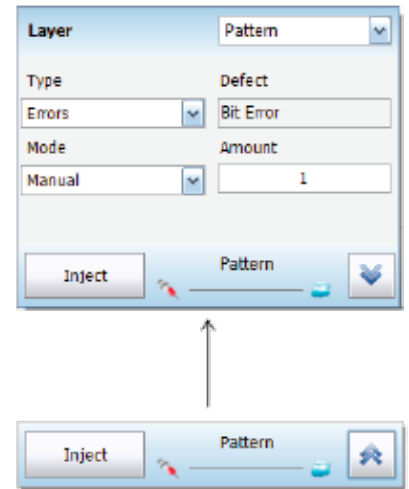 Layer Pattern
Type Defect
Errors Bit Error
Mode Amount
Manual 1
Inject Pattern
Inject Pattern